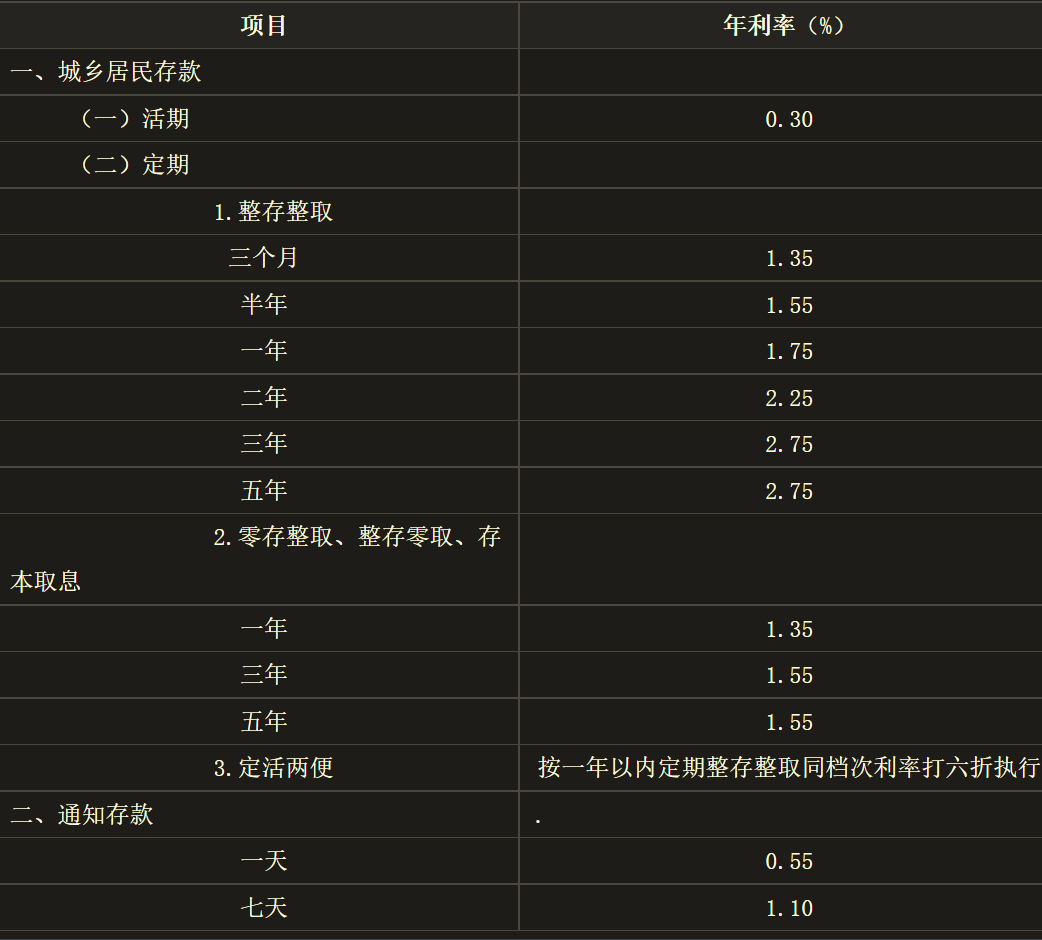 项目 年利率（%）
一、城乡居民存款
（一）活期 0.30
（二）定期
1.整存整取
三个月 1.35
半年 1.55
一年 1.75
二年 2.25
三年 2.75
五年 2.75
2.零存整取、整存零取、存
本取息
一年 1.35
三年 1.55
五年 1.55
3.定活两便 按一年以内定期整存整取同档次利率打六折执行
二、通知存款 .
一天 0.55
七天 1.10